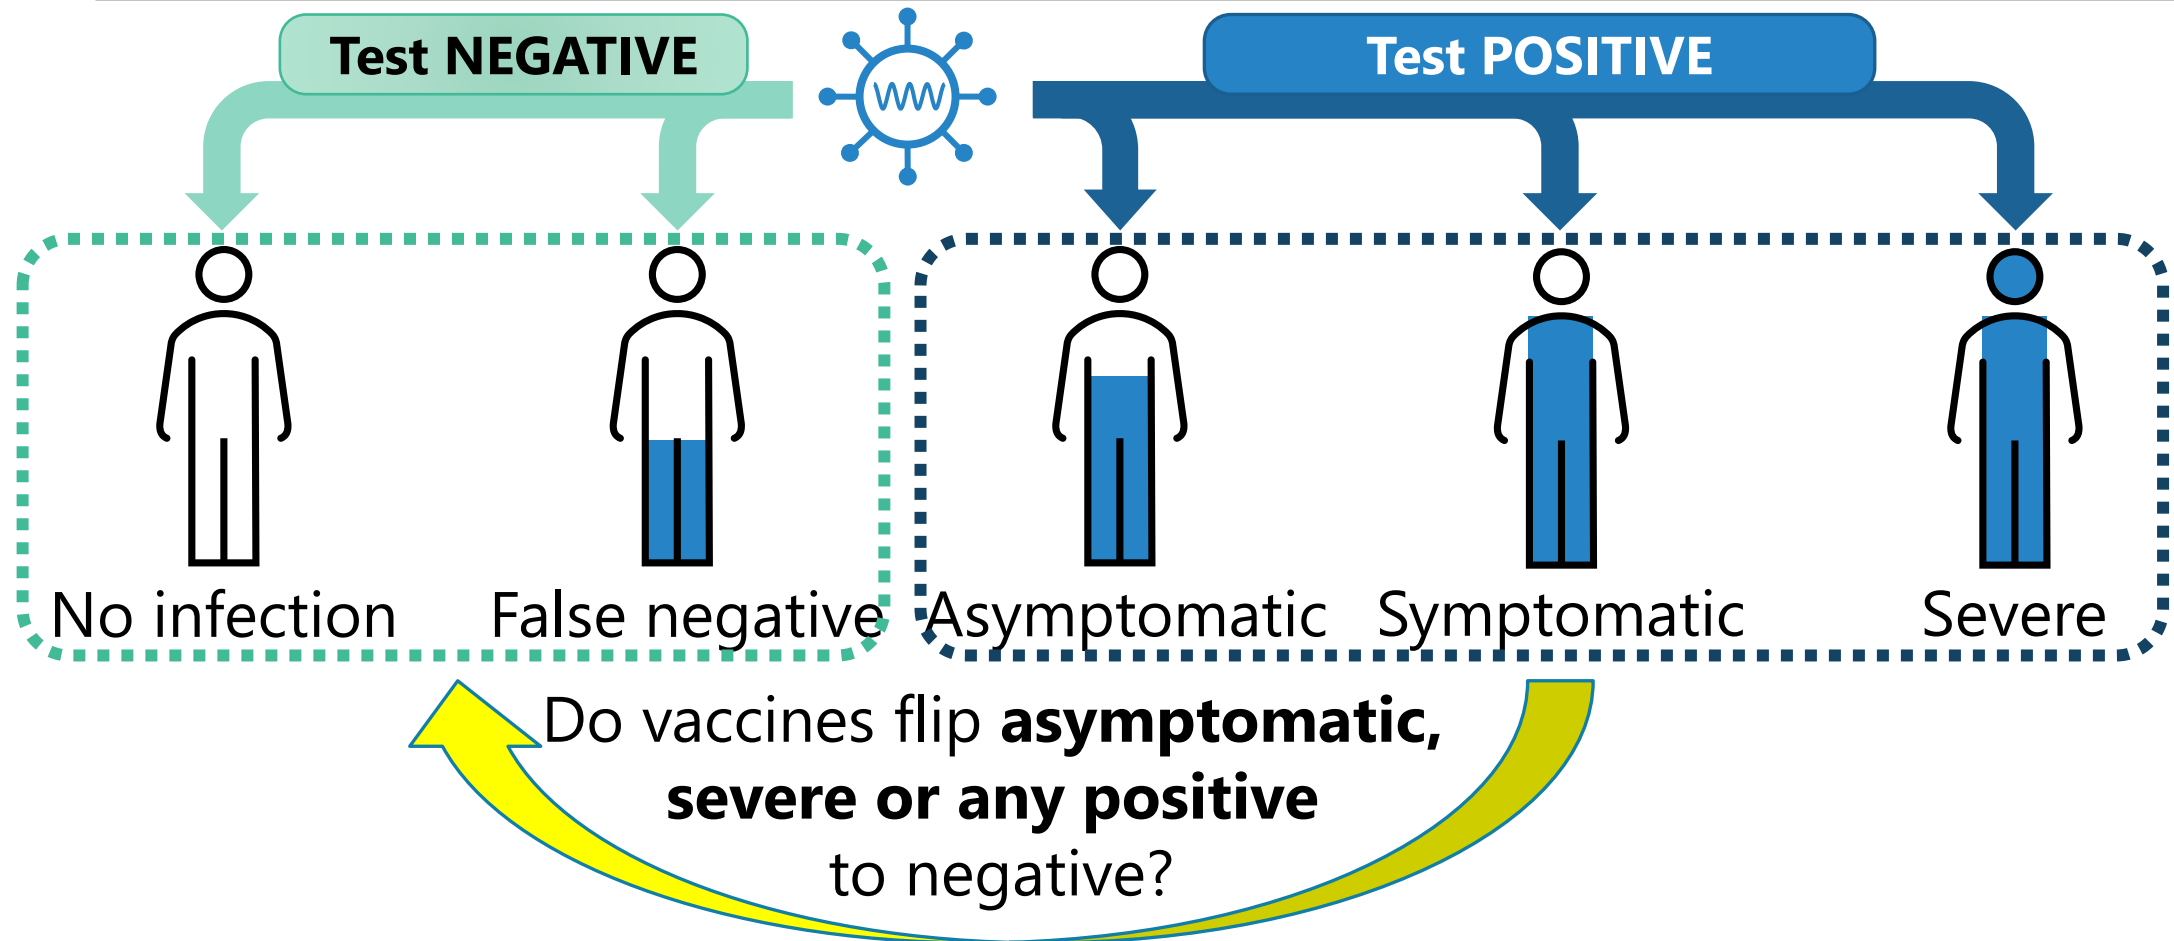 Test NEGATIVE
Test POSITIVE
No infection
False negative
Asymptomatic
Symptomatic
Severe
Do vaccines flip asymptomatic,
severe or any positive
to negative?